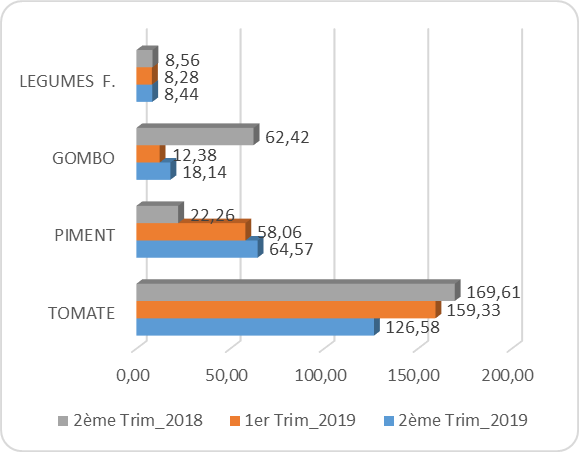 LEGUMES F.
8,56
8,28
8,44
GOMBO
62,42
12,38
18,14
PIMENT
22,26
58,06
64,57
TOMATE
169,61
159,33
126,58
0,00 50,00 100,00 150,00 200,00
2ème Trim_2018 1er Trim_2019 2ème Trim_2019